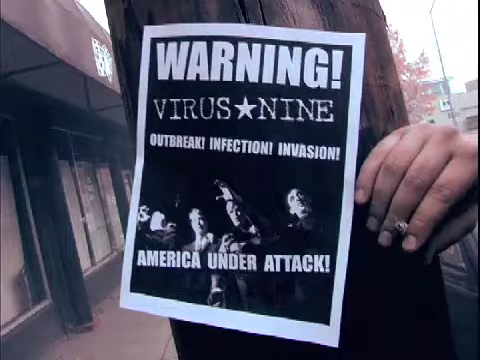 WARNING!
VIRUS★NINE
OUTBREAK! INFECTION! INVASION!
AMERICA UNDER ATTACK!